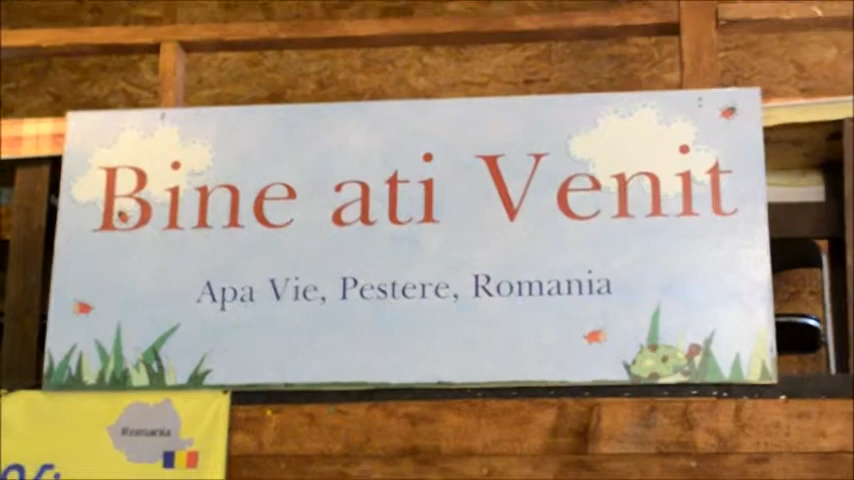 Bine ati Venit
Apa Vie, Pestere, Romania
Romania